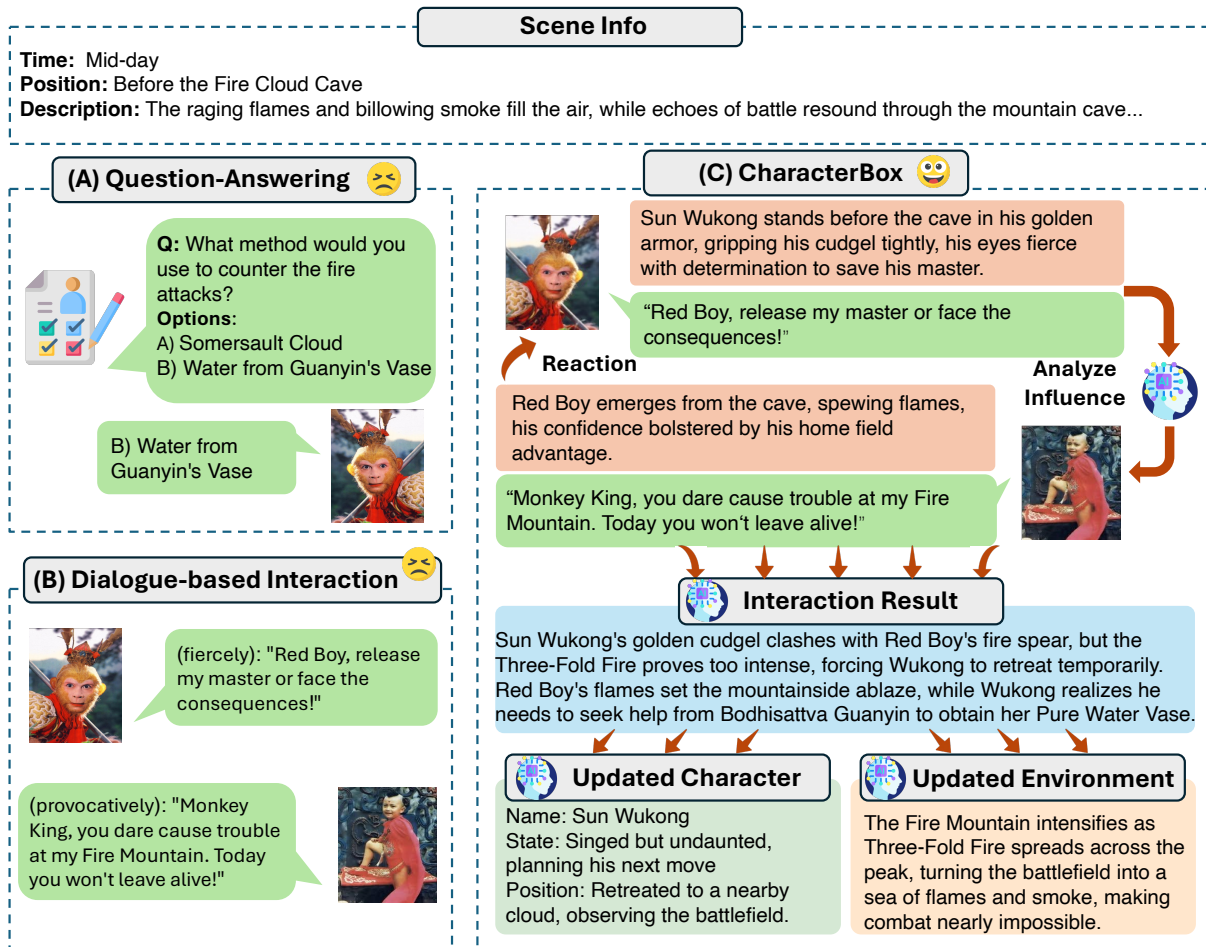 Scene Info
Time: Mid-day
Position: Before the Fire Cloud Cave
Description: The raging flames and billowing smoke fill the air, while echoes of battle resound through the mountain cave...
(A) Question-Answering
Q: What method would you
use to counter the fire
attacks?
Options:
A) Somersault Cloud
B) Water from Guanyin's Vase
B) Water from
Guanyin's Vase
(B) Dialogue-based Interaction
(fiercely): "Red Boy, release
my master or face the
consequences!"
(provocatively): "Monkey
King, you dare cause trouble
at my Fire Mountain. Today
you won't leave alive!"
(C) CharacterBox
Sun Wukong stands before the cave in his golden
armor, gripping his cudgel tightly, his eyes fierce
with determination to save his master.
“Red Boy, release my master or face the
consequences!”
Reaction
Analyze
Influence
AI
Red Boy emerges from the cave, spewing flames,
his confidence bolstered by his home field
advantage.
“Monkey King, you dare cause trouble at my Fire
Mountain. Today you won‘t leave alive!”
Interaction Result
Sun Wukong's golden cudgel clashes with Red Boy's fire spear, but the
Three-Fold Fire proves too intense, forcing Wukong to retreat temporarily.
Red Boy's flames set the mountainside ablaze, while Wukong realizes he
needs to seek help from Bodhisattva Guanyin to obtain her Pure Water Vase.
Updated Character
Name: Sun Wukong
State: Singed but undaunted,
planning his next move
Position: Retreated to a nearby
cloud, observing the battlefield.
Updated Environment
The Fire Mountain intensifies as
Three-Fold Fire spreads across the
peak, turning the battlefield into a
sea of flames and smoke, making
combat nearly impossible.